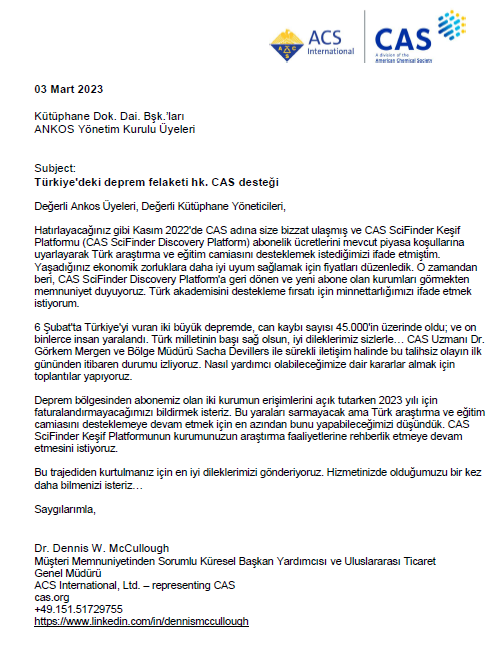 ACS
International
CAS
A division of the
American Chemical Society
03 Mart 2023
Kütüphane Dok. Dai. Bşk.'ları
ANKOS Yönetim Kurulu Üyeleri
Subject:
Türkiye'deki deprem felaketi hk. CAS desteği
Değerli Ankos Üyeleri, Değerli Kütüphane Yöneticileri,
Hatırlayacağınız gibi Kasım 2022'de CAS adına size bizzat ulaşmış ve CAS SciFinder Keşif
Platformu (CAS SciFinder Discovery Platform) abonelik ücretlerini mevcut piyasa koşullarına
uyarlayarak Türk araştırma ve eğitim camiasını desteklemek istediğimizi ifade etmiştim.
Yaşadığınız ekonomik zorluklara daha iyi uyum sağlamak için fiyatları düzenledik. O zamandan
beri, CAS SciFinder Discovery Platform'a geri dönen ve yeni abone olan kurumları görmekten
memnuniyet duyuyoruz. Türk akademisini destekleme fırsatı için minnettarlığımızı ifade etmek
istiyorum.
6 Şubat'ta Türkiye'yi vuran iki büyük depremde, can kaybı sayısı 45.000'in üzerinde oldu; ve on
binlerce insan yaralandı. Türk milletinin başı sağ olsun, iyi dileklerimiz sizlerle… CAS Uzmanı Dr.
Görkem Mergen ve Bölge Müdürü Sacha Devillers ile sürekli iletişim halinde bu talihsiz olayın ilk
gününden itibaren durumu izliyoruz. Nasıl yardımcı olabileceğimize dair kararlar almak için
toplantılar yapıyoruz.
Deprem bölgesinden abonemiz olan iki kurumun erişimlerini açık tutarken 2023 yılı için
faturalandırmayacağımızı bildirmek isteriz. Bu yaraları sarmayacak ama Türk araştırma ve eğitim
camiasını desteklemeye devam etmek için en azından bunu yapabileceğimizi düşündük. CAS
SciFinder Keşif Platformunun kurumunuzun araştırma faaliyetlerine rehberlik etmeye devam
etmesini istiyoruz.
Bu trajediden kurtulmanız için en iyi dileklerimizi gönderiyoruz. Hizmetinizde olduğumuzu bir kez
daha bilmenizi isteriz…
Saygılarımla,
Dr. Dennis W. McCullough
Müşteri Memnuniyetinden Sorumlu Küresel Başkan Yardımcısı ve Uluslararası Ticaret
Genel Müdürü
ACS International, Ltd. – representing CAS
cas.org
+49.151.51729755
https://www.linkedin.com/in/dennismccullough